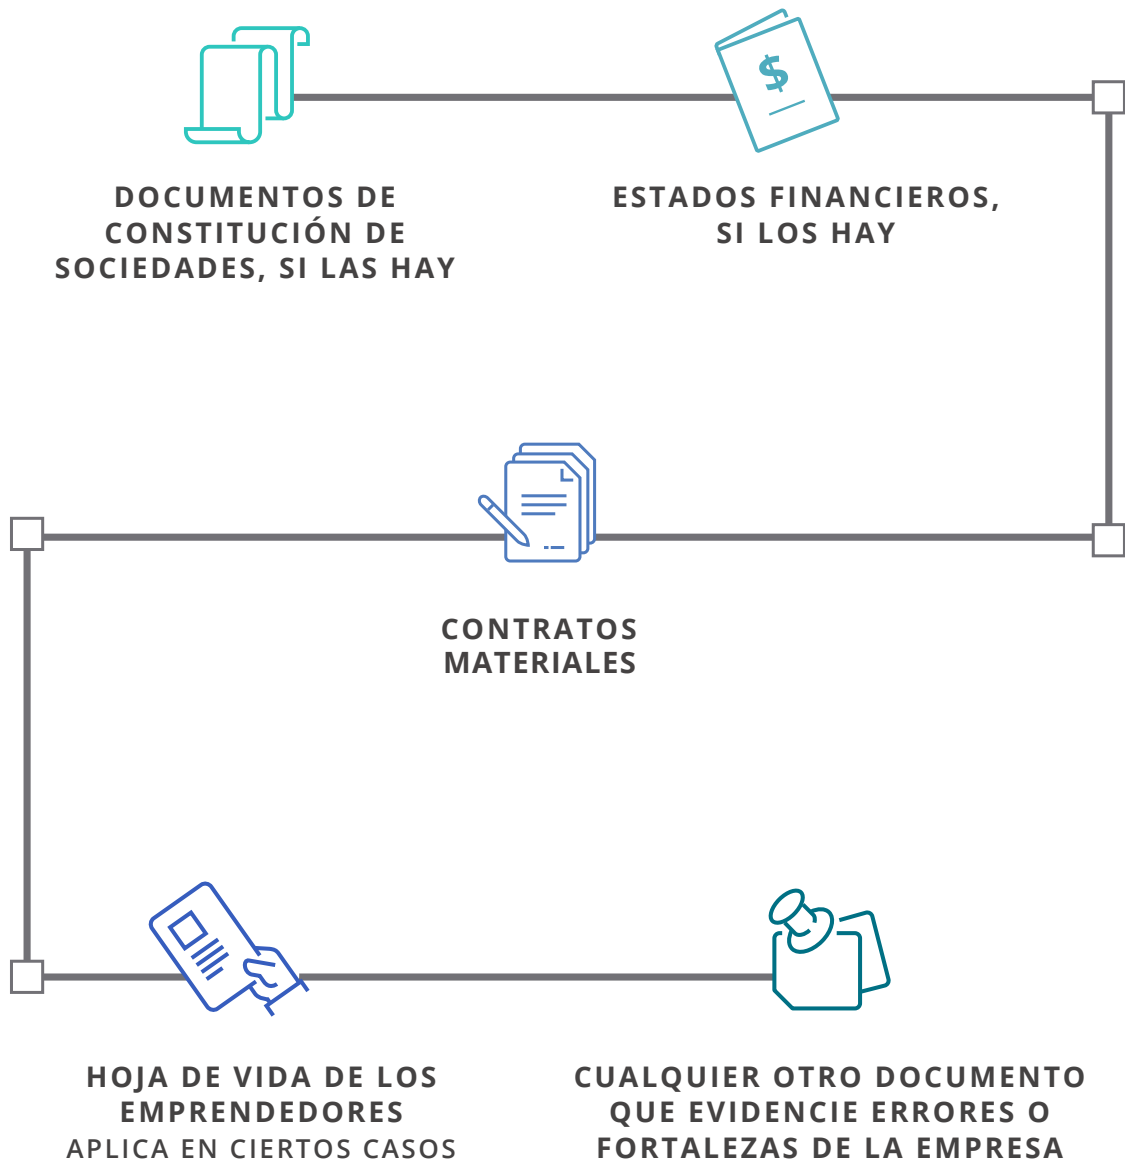 $
DOCUMENTOS DE
CONSTITUCIÓN DE
SOCIEDADES, SI LAS HAY
ESTADOS FINANCIEROS,
SI LOS HAY
CONTRATOS
MATERIALES
HOJA DE VIDA DE LOS
EMPRENDEDORES
APLICA EN CIERTOS CASOS
CUALQUIER OTRO DOCUMENTO
QUE EVIDENCIE ERRORES O
FORTALEZAS DE LA EMPRESA